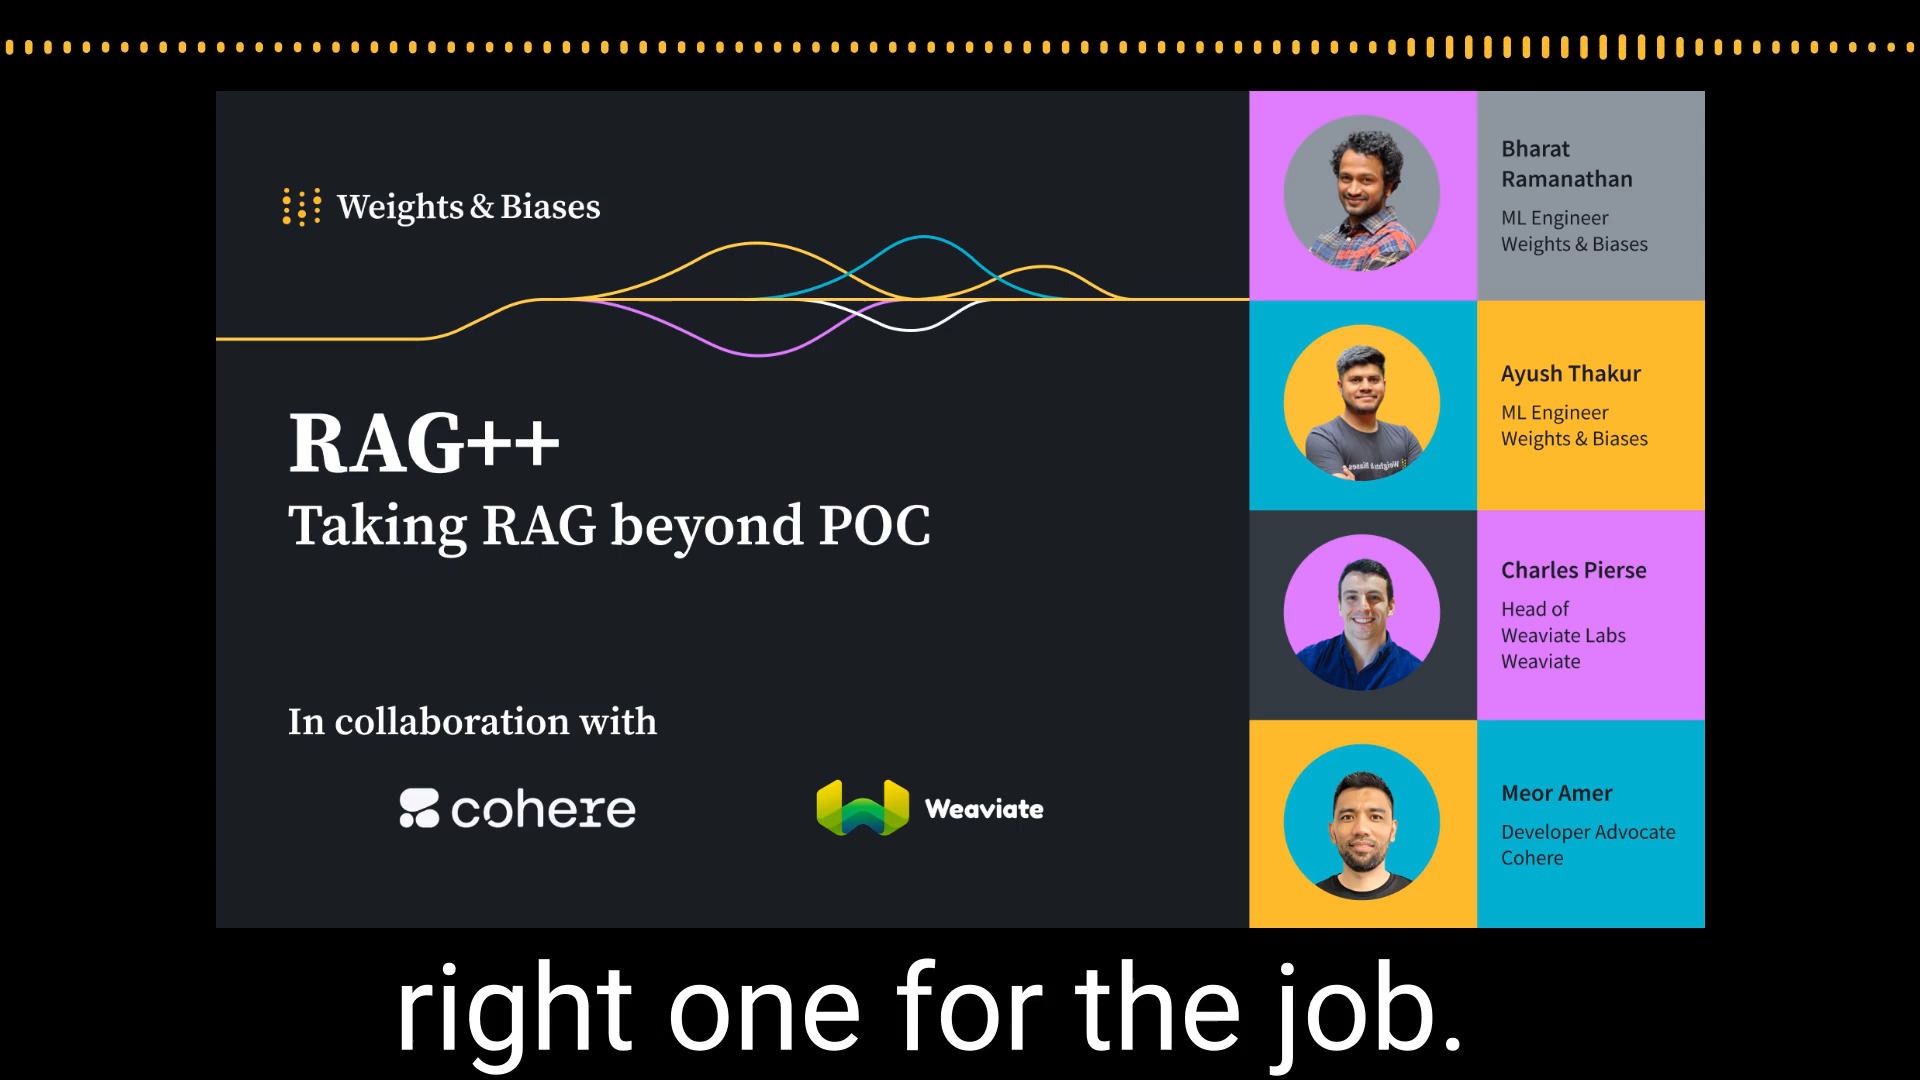 Weights & Biases
RAG++
Taking RAG beyond POC
In collaboration with
cohere
Weaviate
Bharat
Ramanathan
ML Engineer
Weights & Biases
Ayush Thakur
ML Engineer
Weights & Biases
Charles Pierse
Head of
Weaviate Labs
Weaviate
Meor Amer
Developer Advocate
Cohere
right one for the job.